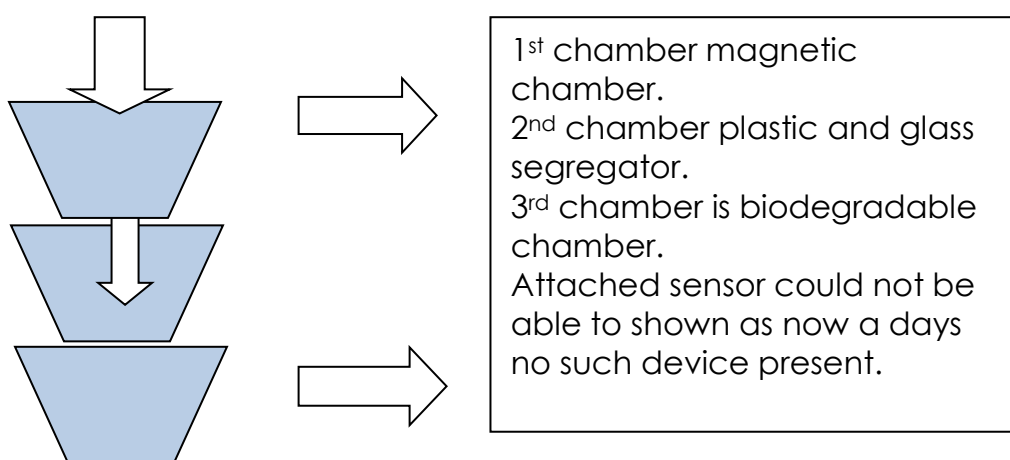 1st chamber magnetic
chamber.
2nd chamber plastic and glass
segregator.
3rd chamber is biodegradable
chamber.
Attached sensor could not be
able to shown as now a days
no such device present.